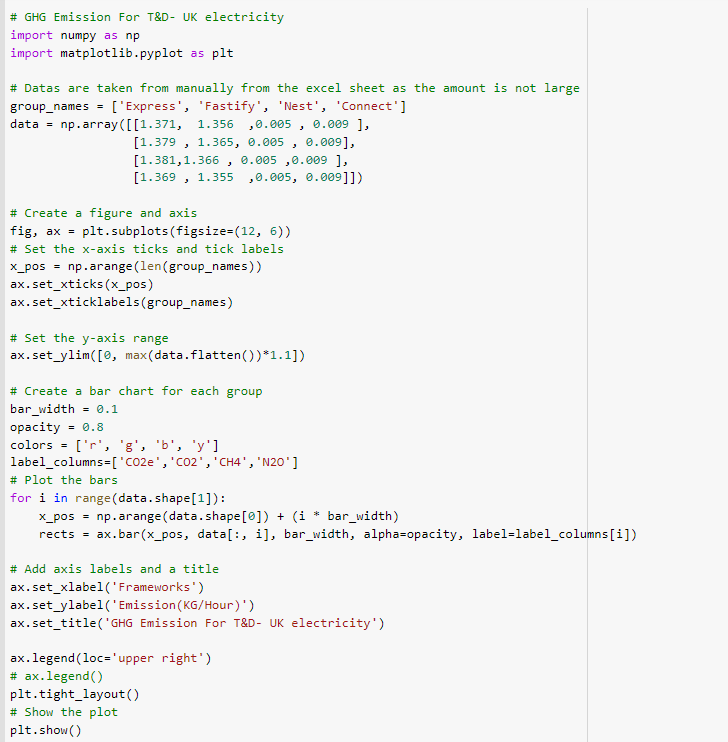 # GHG Emission For T&D- UK electricity
import numpy as np
import matplotlib.pyplot as plt

# Datas are taken from manually from the excel sheet as the amount is not large
group_names = ['Express', 'Fastify', 'Nest', 'Connect']
data = np.array([[1.371,  1.356  ,0.005 , 0.009 ],
                 [1.379 , 1.365, 0.005 , 0.009],
                 [1.381,1.366 , 0.005 ,0.009 ],
                 [1.369 , 1.355  ,0.005, 0.009]])

# Create a figure and axis
fig, ax = plt.subplots(figsize=(12, 6))
# Set the x-axis ticks and tick labels
x_pos = np.arange(len(group_names))
ax.set_xticks(x_pos)
ax.set_xticklabels(group_names)

# Set the y-axis range
ax.set_ylim([0, max(data.flatten())*1.1])

# Create a bar chart for each group
bar_width = 0.1
opacity = 0.8
colors = ['r', 'g', 'b', 'y']
label_columns=['CO2e','CO2','CH4','N2O']
# Plot the bars
for i in range(data.shape[1]):
    x_pos = np.arange(data.shape[0]) + (i * bar_width)
    rects = ax.bar(x_pos, data[:, i], bar_width, alpha=opacity, label=label_columns[i])

# Add axis labels and a title
ax.set_xlabel('Frameworks')
ax.set_ylabel('Emission(KG/Hour)')
ax.set_title('GHG Emission For T&D- UK electricity')

ax.legend(loc='upper right')
# ax.legend()
plt.tight_layout()
# Show the plot
plt.show()